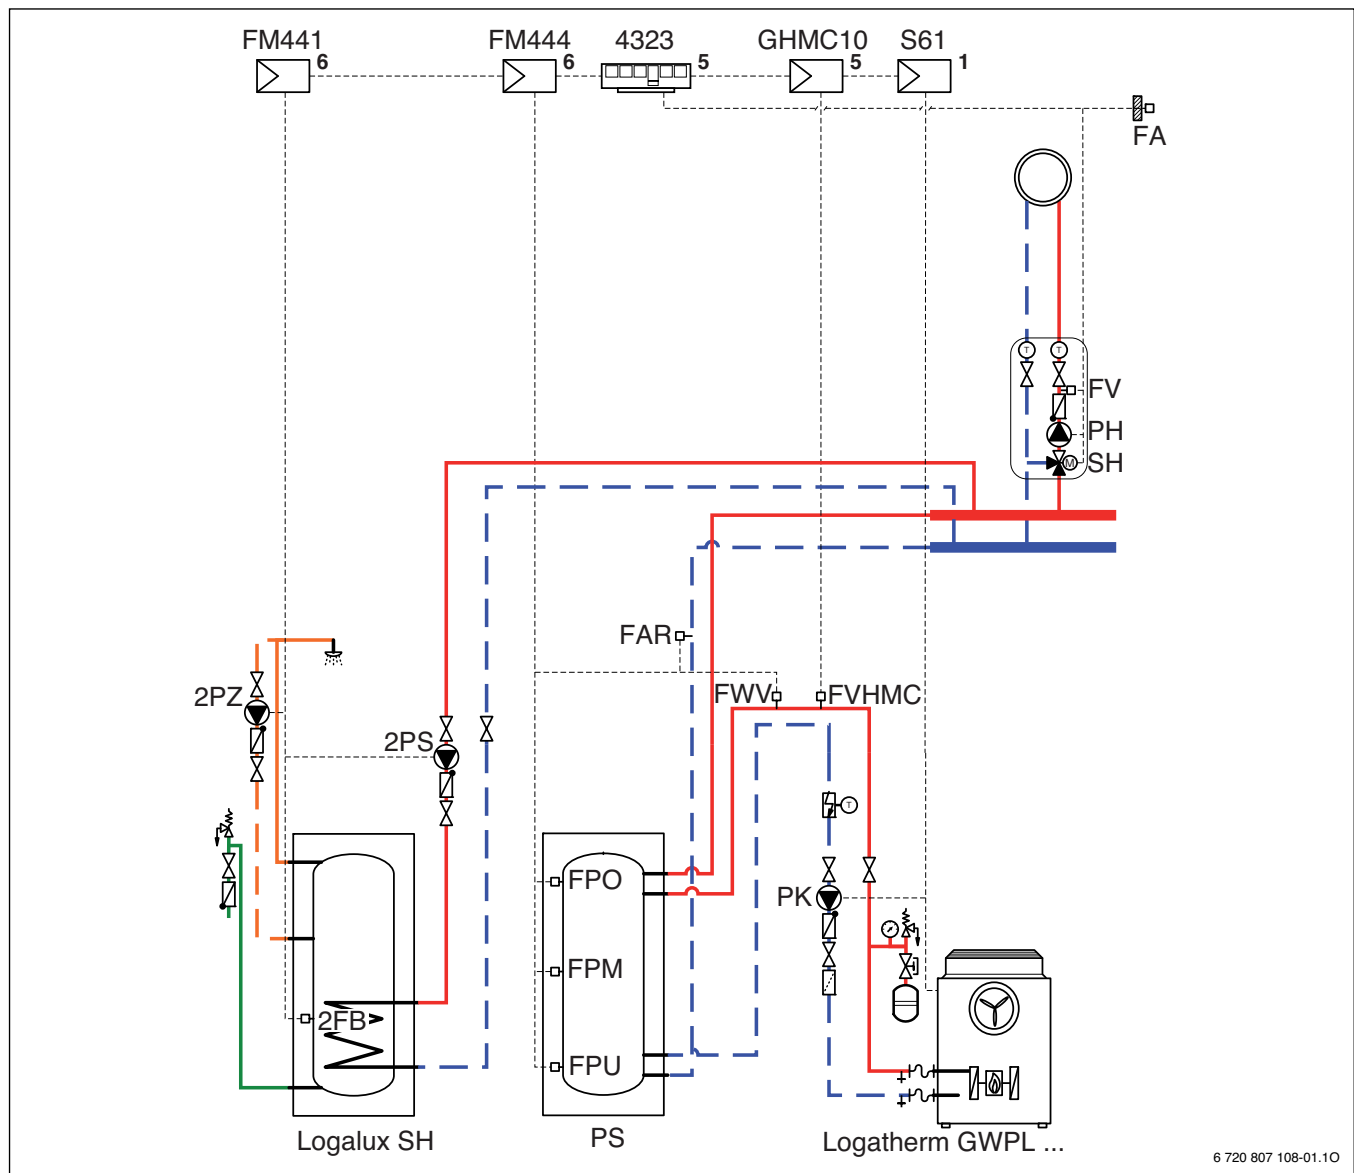 FM441
6
FM444
6
4323
5
GHMC10
5
S61
1
FA
T
T
FV
PH
M
SH
FAR
FWV
FVHMC
2PZ
2PS
T
PK
FPO
FPM
2FB
FPU
Logalux SH
PS
Logatherm GWPL ...
6 720 807 108-01.1O